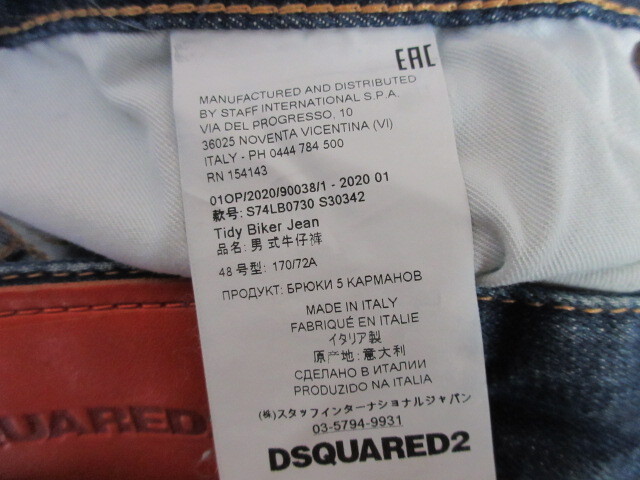 EAC
MANUFACTURED AND DISTRIBUTED
BY STAFF INTERNATIONAL S.P.A.
VIA DEL PROGRESSO, 10
36025 NOVENTA VICENTINA (VI)
ITALY - PH 0444 784 500
RN 154143
01OP/2020/90038/1 - 2020 01
款号: S74LB0730 S30342
Tidy Biker Jean
品名: 男式牛仔裤
48 号型: 170/72A
ПРОДУКТ: БРЮКИ 5 КАРМАНОВ
MADE IN ITALY
FABRIQUÉ EN ITALIE
イタリア製
原产地: 意大利
СДЕЛАНО В ИТАЛИИ
PRODUZIDO NA ITALIA
(株)スタッフインターナショナルジャパン
03-5794-9931
DSQUARED2
QUARED